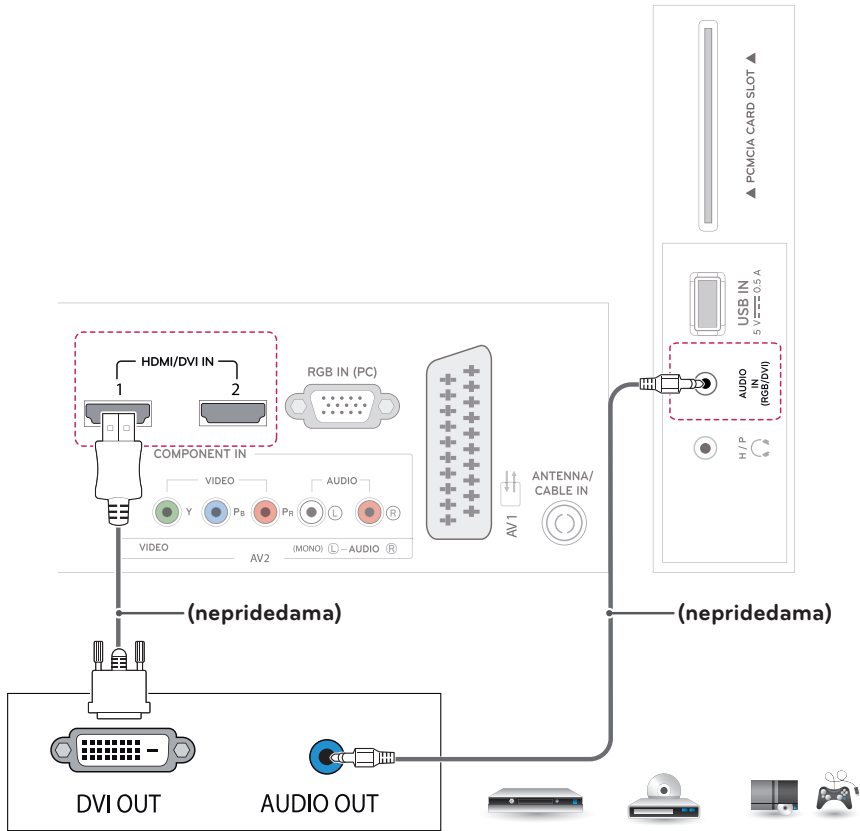 ▲ PCMCIA CARD SLOT ▲
USB IN
5 V 0.5 A
AUDIO
IN
(RGB/DVI)
H / P
HDMI/DVI IN
1 2
RGB IN (PC)
COMPONENT IN
VIDEO AUDIO
Y PB PR L R
VIDEO
AV2
(MONO) L – AUDIO R
AV1
ANTENNA/
CABLE IN
(nepridedama) (nepridedama)
DVI OUT AUDIO OUT